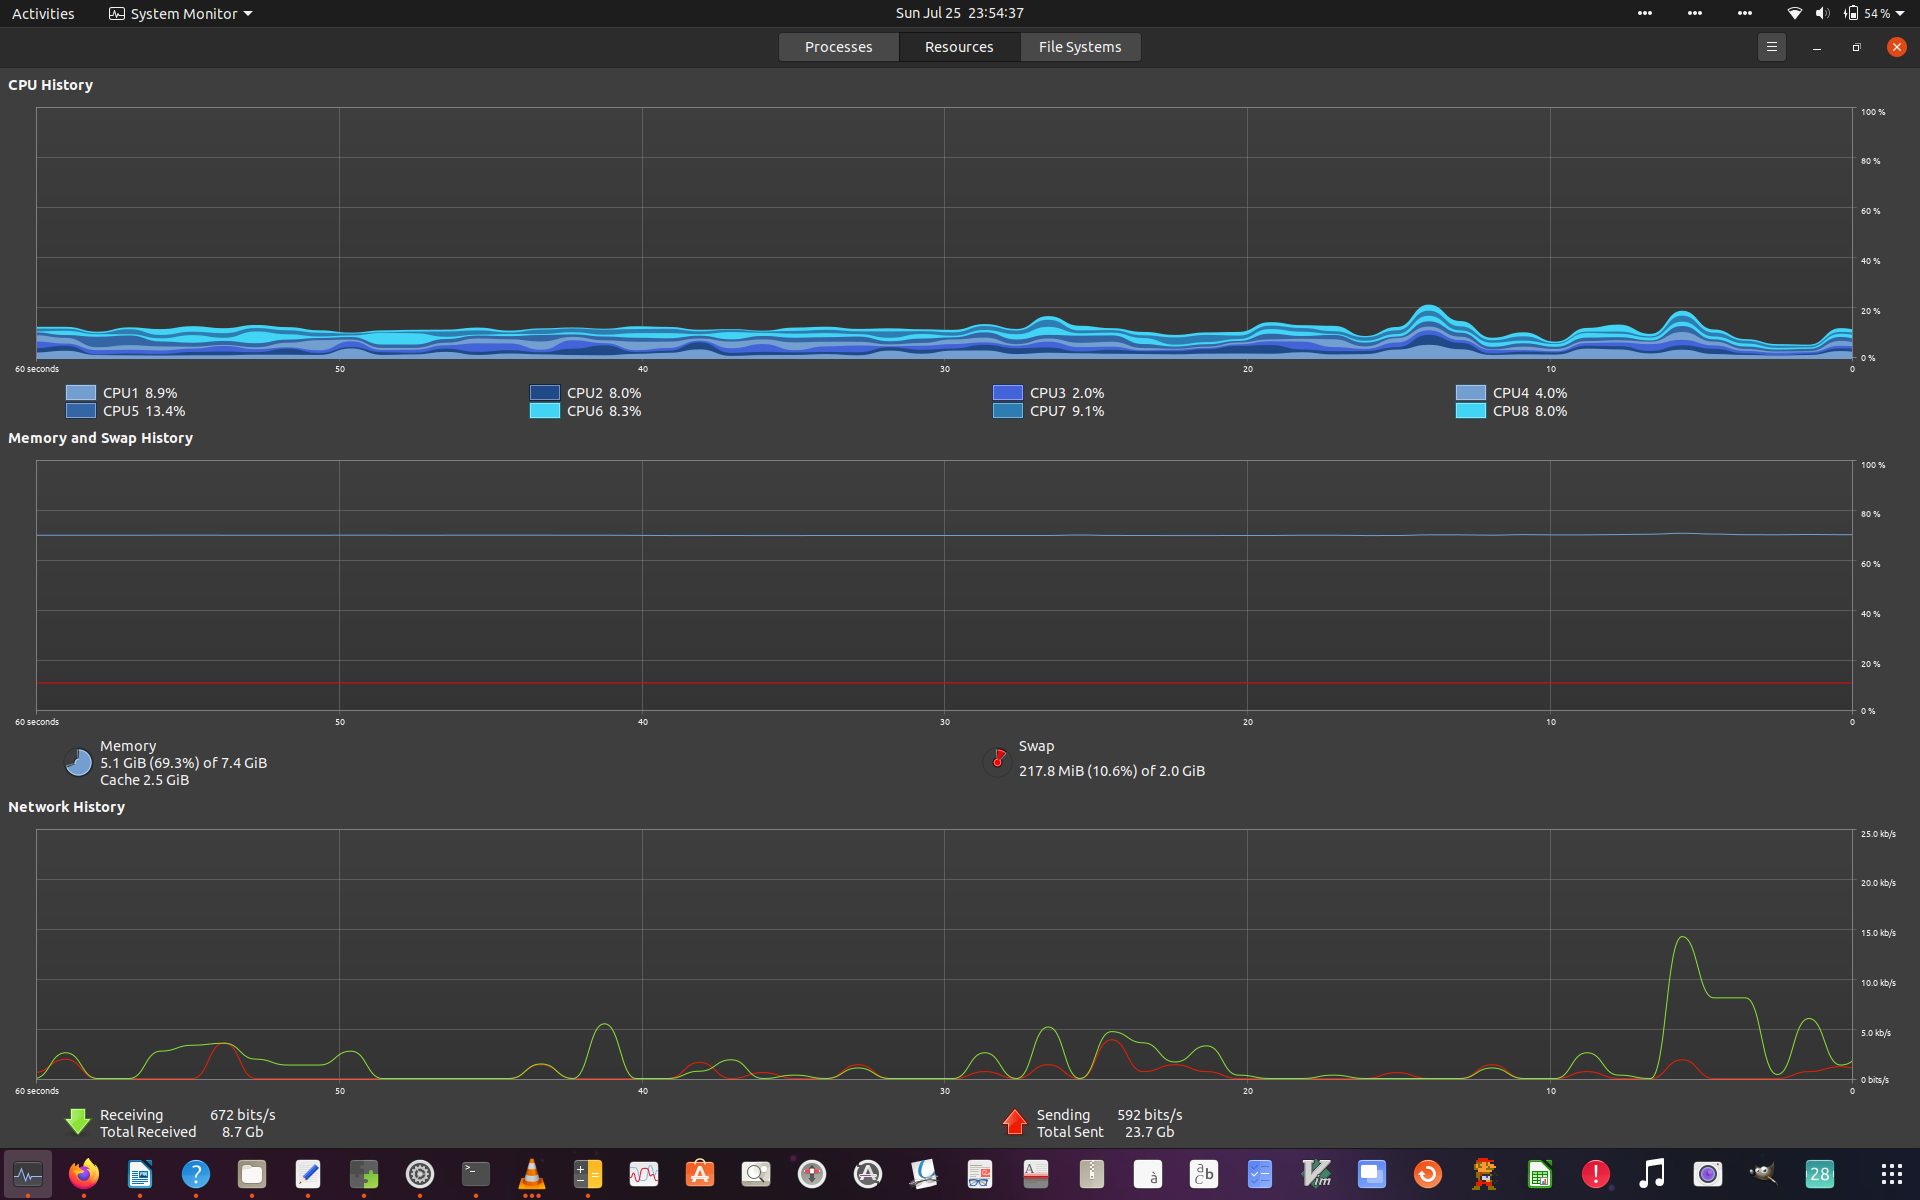 Activities System Monitor Sun Jul 25 23:54:37 54 %
Processes Resources File Systems
CPU History
100 %
80 %
60 %
40 %
20 %
0 %
60 seconds 50 40 30 20 10 0
CPU1 8.9% CPU2 8.0% CPU3 2.0% CPU4 4.0%
CPU5 13.4% CPU6 8.3% CPU7 9.1% CPU8 8.0%
Memory and Swap History
100 %
80 %
60 %
40 %
20 %
0 %
60 seconds 50 40 30 20 10 0
Memory
5.1 GiB (69.3%) of 7.4 GiB
Cache 2.5 GiB
Swap
217.8 MiB (10.6%) of 2.0 GiB
Network History
25.0 kb/s
20.0 kb/s
15.0 kb/s
10.0 kb/s
5.0 kb/s
0 bits/s
60 seconds 50 40 30 20 10 0
Receiving 672 bits/s
Total Received 8.7 Gb
Sending 592 bits/s
Total Sent 23.7 Gb
? >_ A A à a b c Vim ! 28